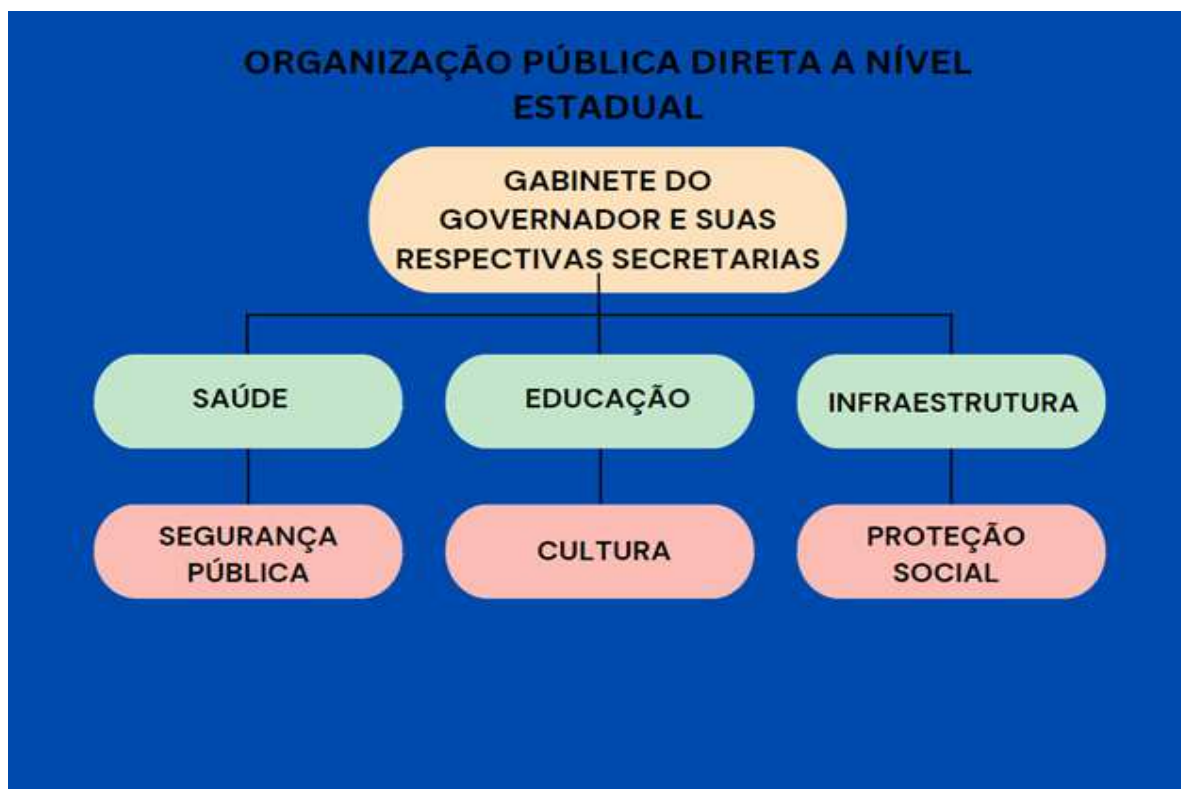 ORGANIZAÇÃO PÚBLICA DIRETA A NÍVEL
ESTADUAL
GABINETE DO
GOVERNADOR E SUAS
RESPECTIVAS SECRETARIAS
SAÚDE
EDUCAÇÃO
INFRAESTRUTURA
SEGURANÇA
PÚBLICA
CULTURA
PROTEÇÃO
SOCIAL